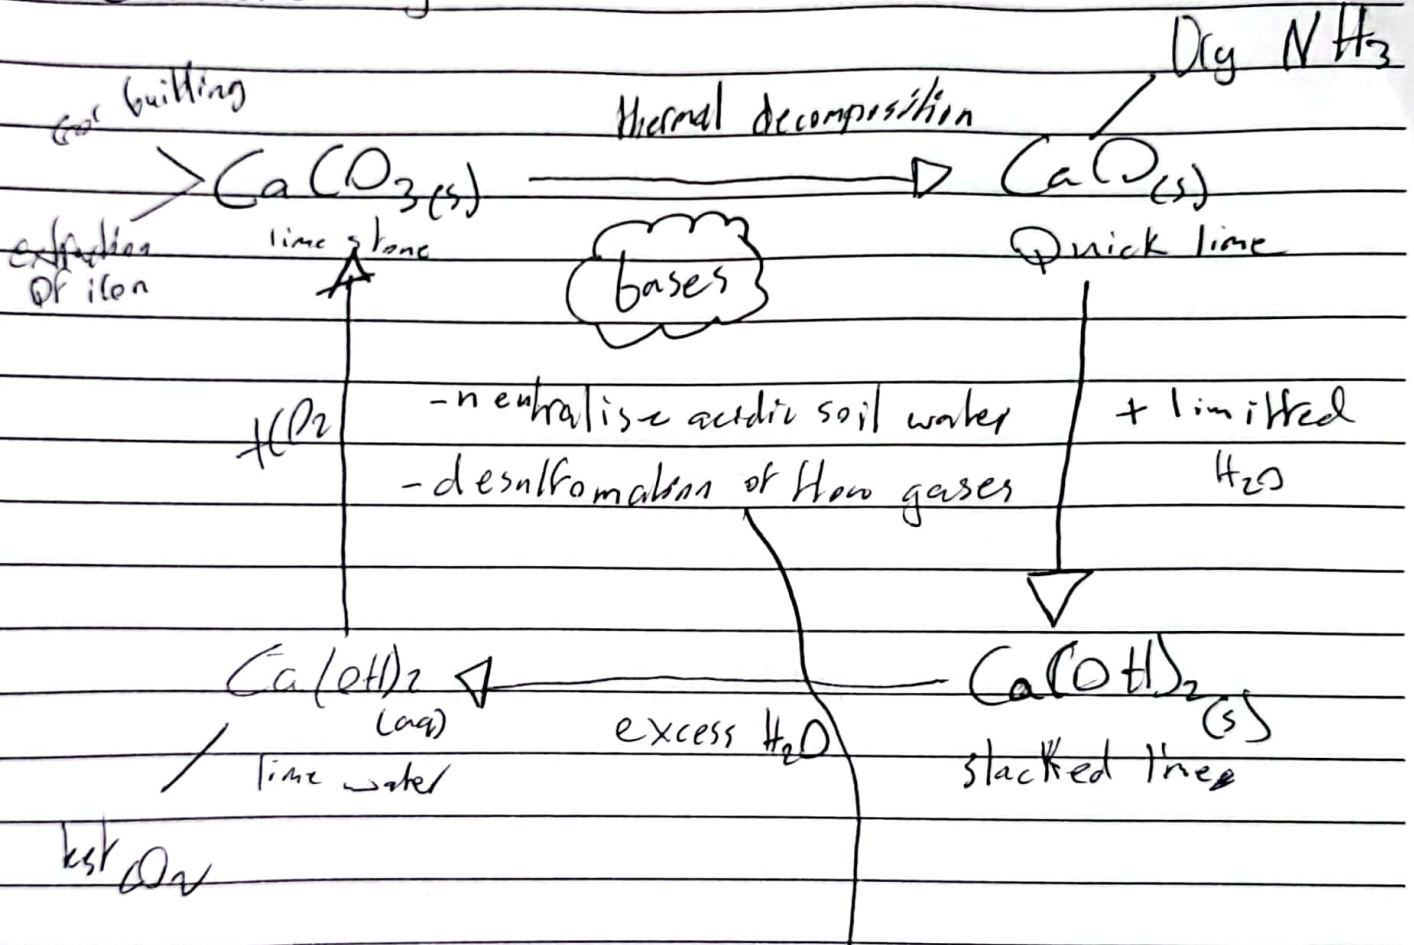 Dry NH3
for builting
thermal decomposition
CaCO3(s)
CaO(s)
extraction
of iron
lime stone
Quick lime
bases
+CO2
-neutralise acidic soil water
+ limitted
H2O
-desulfromation of flow gases
Ca(OH)2
(aq)
Ca(OH)2
(s)
excess H2O
lime water
slacked lime
test CO2